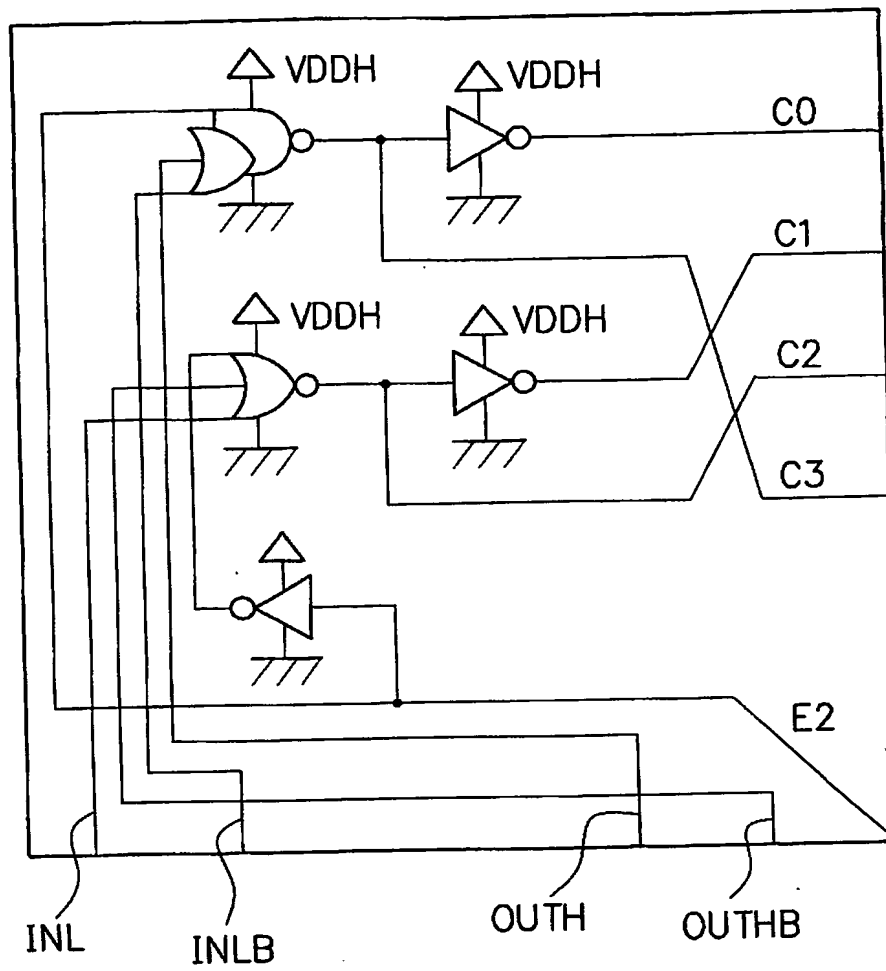 VDDH
VDDH
C0
C1
VDDH
VDDH
C2
C3
E2
INL
INLB
OUTH
OUTHB